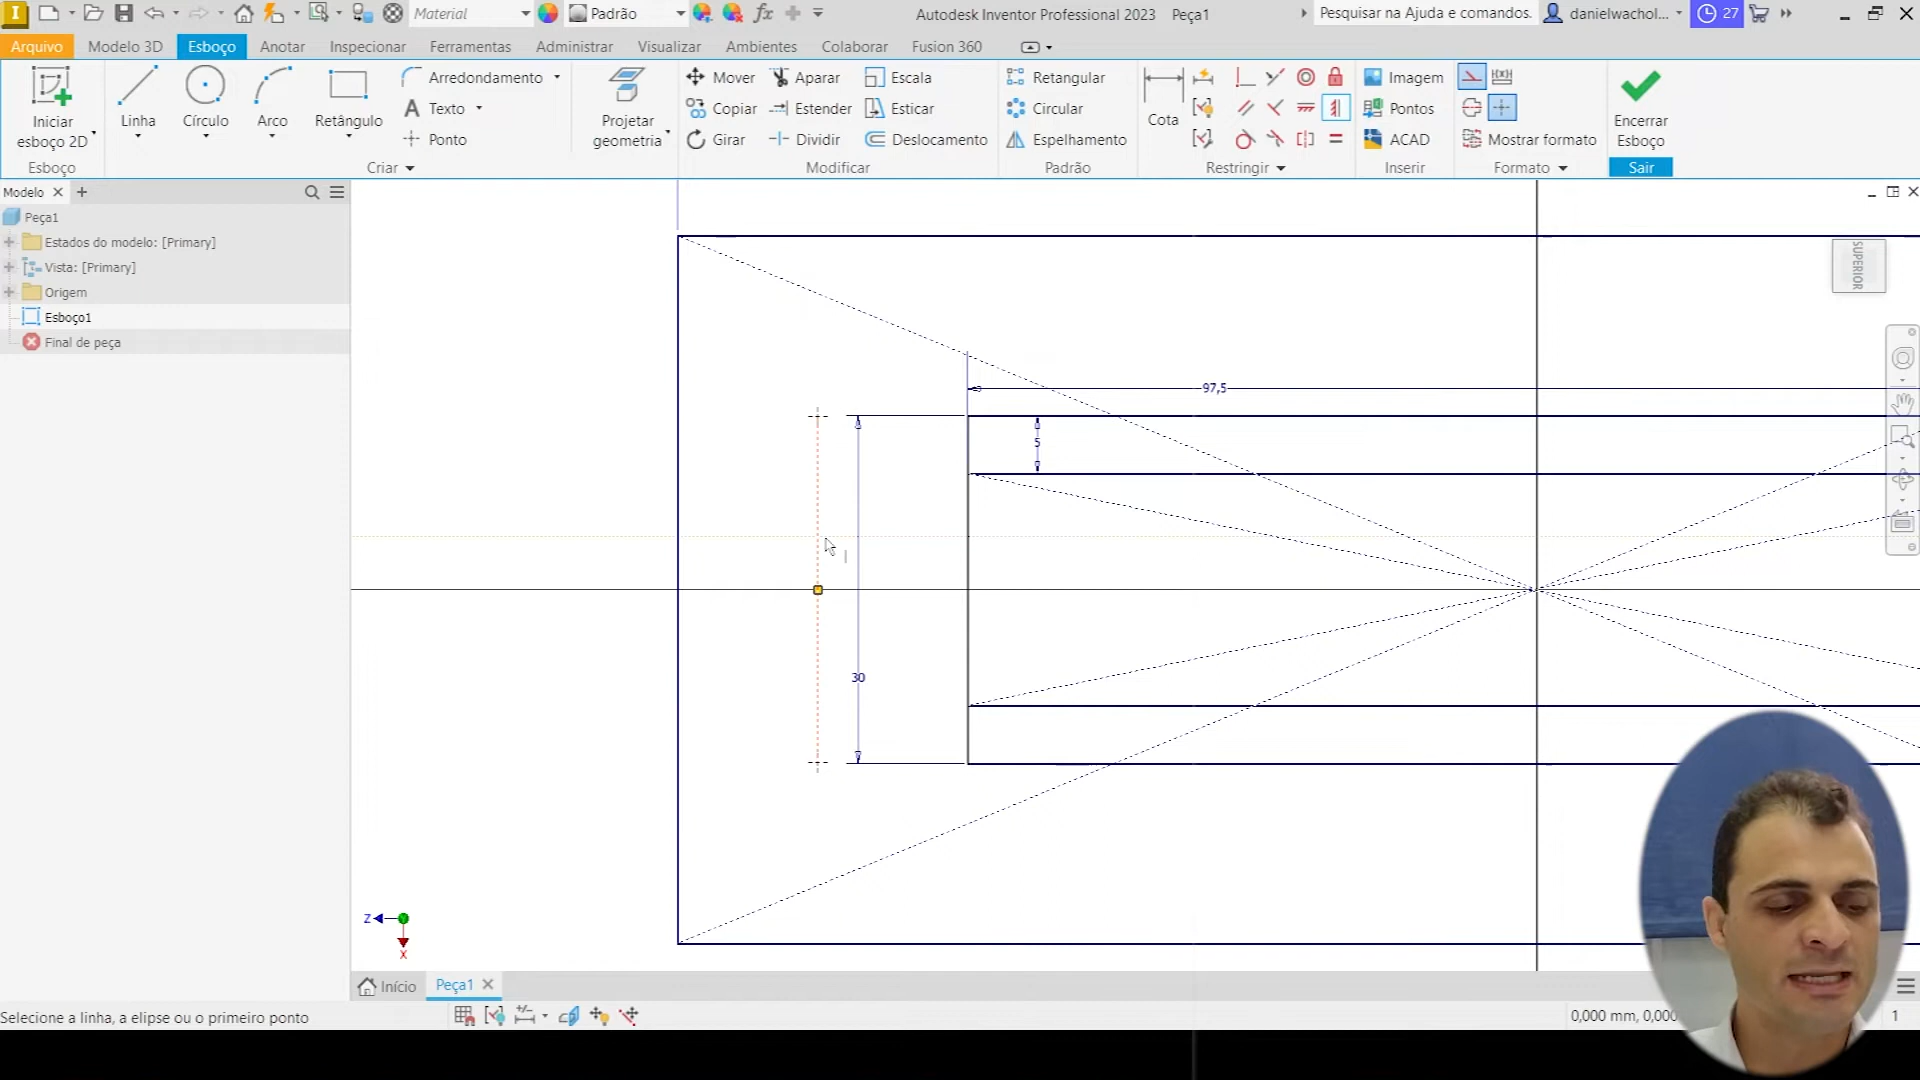 I Material Padrão fx Autodesk Inventor Professional 2023 Peça1 Pesquisar na Ajuda e comandos. danielwachol... 27
Arquivo Modelo 3D Esboço Anotar Inspecionar Ferramentas Administrar Visualizar Ambientes Colaborar Fusion 360
Iniciar esboço 2D
Linha
Círculo
Arco
Retângulo
Arredondamento
A Texto
Ponto
Projetar geometria
Mover Aparar Escala
Copiar Estender Esticar
Girar Dividir Deslocamento
Retangular
Circular
Espelhamento
Cota
Imagem
Pontos
ACAD
Mostrar formato
Encerrar Esboço
Esboço Criar Modificar Padrão Restringir Inserir Formato Sair
Modelo
Peça1
Estados do modelo: [Primary]
Vista: [Primary]
Origem
Esboço1
Final de peça
SUPERIOR
97,5
5
30
Z
X
Início Peça1
Selecione a linha, a elipse ou o primeiro ponto
0,000 mm, 0,000
1